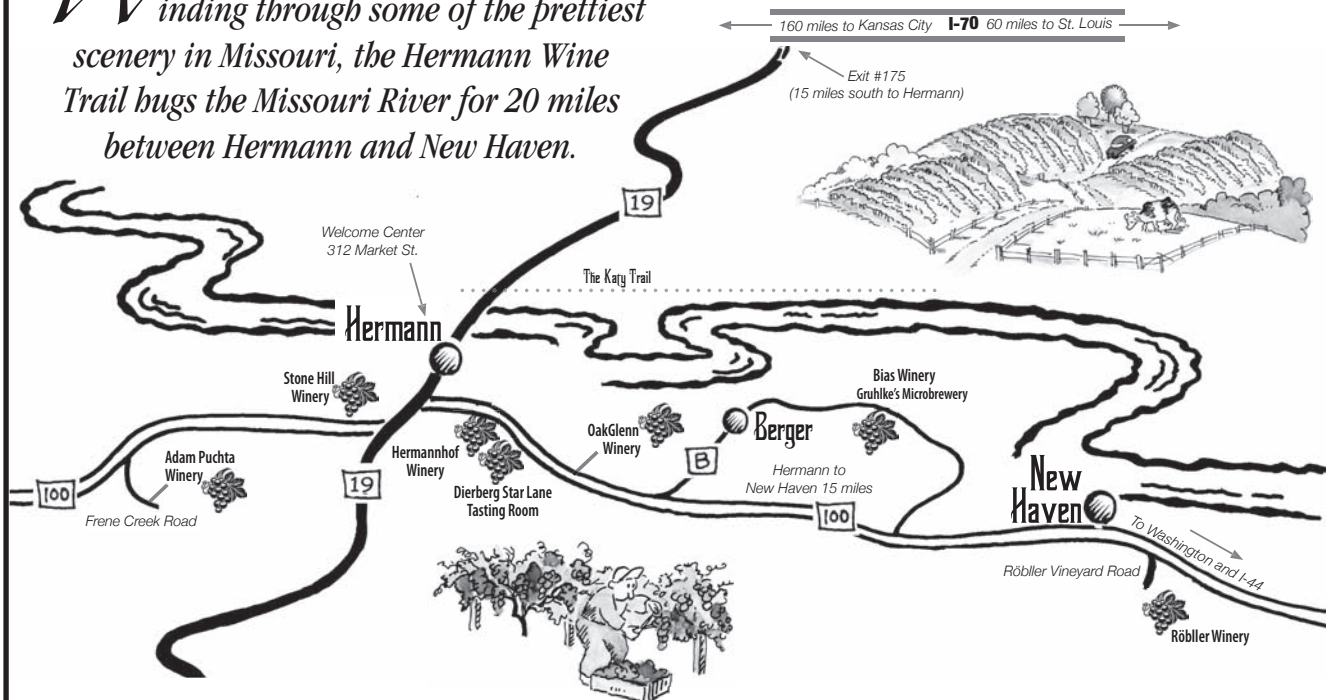 Winding through some of the prettiest
scenery in Missouri, the Hermann Wine
Trail hugs the Missouri River for 20 miles
between Hermann and New Haven.
160 miles to Kansas City I-70 60 miles to St. Louis
Exit #175
(15 miles south to Hermann)
19
Welcome Center
312 Market St.
The Katy Trail
Hermann
Stone Hill
Winery
Bias Winery
Gruhlke's Microbrewery
OakGlenn
Winery
Berger
B
Adam Puchta
Winery
Hermannhof
Winery
Dierberg Star Lane
Tasting Room
Hermann to
New Haven 15 miles
New
Haven
100
19
100
Frene Creek Road
To Washington and I-44
Röbller Vineyard Road
Röbller Winery